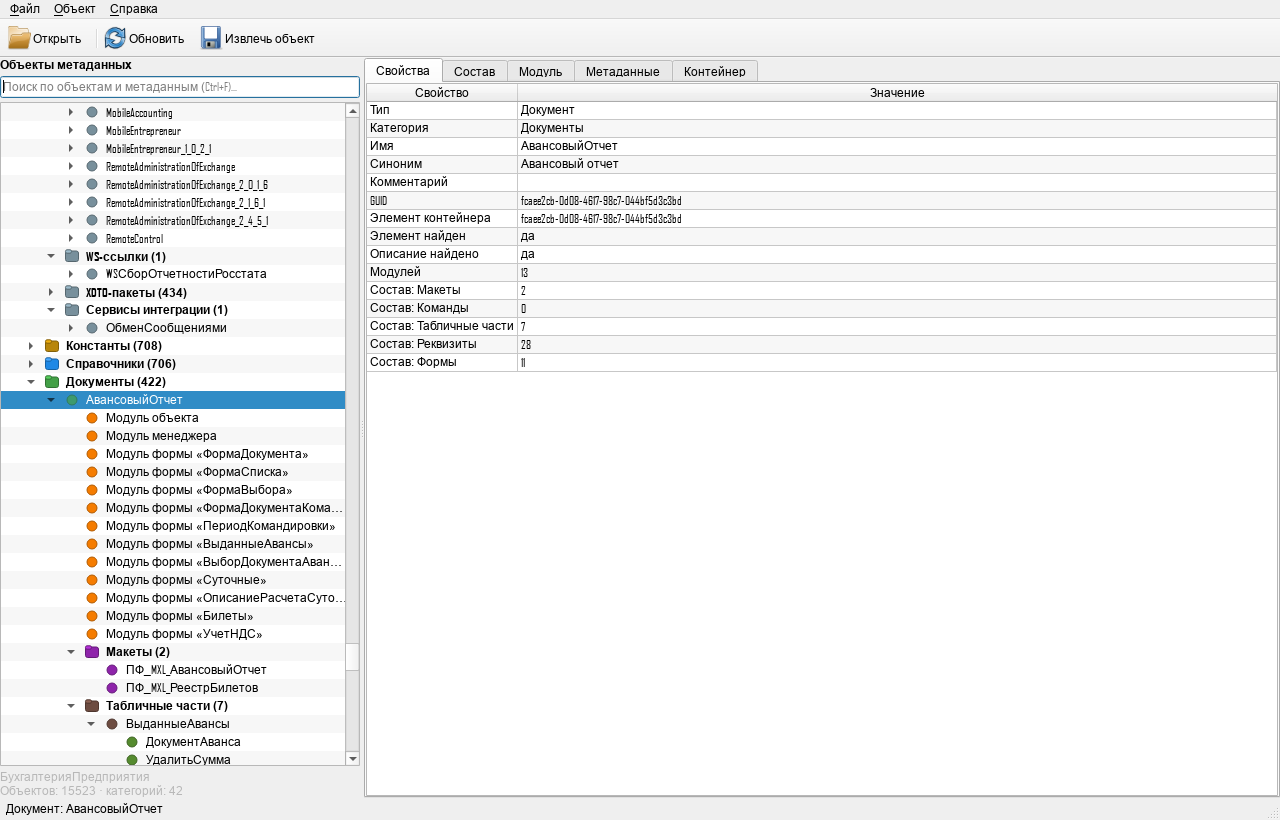 Файл Объект Справка
Открыть Обновить Извлечь объект
Объекты метаданных
Поиск по объектам и метаданным (Ctrl+F)...
MobileAccounting
MobileEntrepreneur
MobileEntrepreneur_1_0_2_1
RemoteAdministrationOfExchange
RemoteAdministrationOfExchange_2_0_1_6
RemoteAdministrationOfExchange_2_1_6_1
RemoteAdministrationOfExchange_2_4_5_1
RemoteControl
WS-ссылки (1)
WSСборОтчетностиРосстата
XDTO-пакеты (434)
Сервисы интеграции (1)
ОбменСообщениями
Константы (708)
Справочники (706)
Документы (422)
АвансовыйОтчет
Модуль объекта
Модуль менеджера
Модуль формы «ФормаДокумента»
Модуль формы «ФормаСписка»
Модуль формы «ФормаВыбора»
Модуль формы «ФормаДокументаКома...
Модуль формы «ПериодКомандировки»
Модуль формы «ВыданныеАвансы»
Модуль формы «ВыборДокументаАван...
Модуль формы «Суточные»
Модуль формы «ОписаниеРасчетаСуто...
Модуль формы «Билеты»
Модуль формы «УчетНДС»
Макеты (2)
ПФ_MXL_АвансовыйОтчет
ПФ_MXL_РеестрБилетов
Табличные части (7)
ВыданныеАвансы
ДокументАванса
УдалитьСумма
БухгалтерияПредприятия
Объектов: 15523 · категорий: 42
Свойства Состав Модуль Метаданные Контейнер
Свойство Значение
Тип Документ
Категория Документы
Имя АвансовыйОтчет
Синоним Авансовый отчет
Комментарий
GUID fcaee2cb-0d08-46f7-98c7-044bf5d3c3bd
Элемент контейнера fcaee2cb-0d08-46f7-98c7-044bf5d3c3bd
Элемент найден да
Описание найдено да
Модулей 13
Состав: Макеты 2
Состав: Команды 0
Состав: Табличные части 7
Состав: Реквизиты 28
Состав: Формы 11
Документ: АвансовыйОтчет